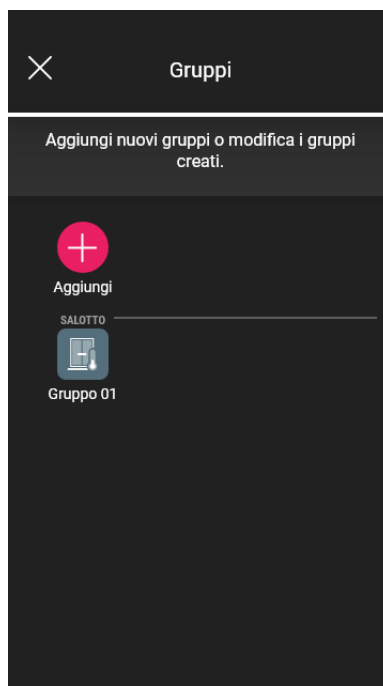 Gruppi
Aggiungi nuovi gruppi o modifica i gruppi
creati.
Aggiungi
SALOTTO
Gruppo 01